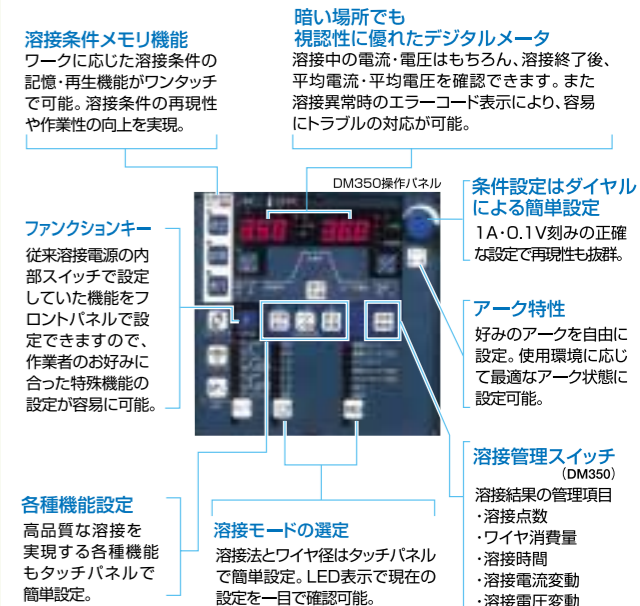 溶接条件メモリ機能
ワークに応じた溶接条件の
記憶・再生機能がワンタッチ
で可能。溶接条件の再現性
や作業性の向上を実現。
暗い場所でも
視認性に優れたデジタルメータ
溶接中の電流・電圧はもちろん、溶接終了後、
平均電流・平均電圧を確認できます。また
溶接異常時のエラーコード表示により、容易
にトラブルの対応が可能。
DM350操作パネル
ファンクションキー
従来溶接電源の内
部スイッチで設定
していた機能をフ
ロントパネルで設
定できますので、
作業者のお好みに
合った特殊機能の
設定が容易に可能。
350 36.0
条件設定はダイヤル
による簡単設定
1A・0.1V刻みの正確
な設定で再現性も抜群。
アーク特性
好みのアークを自由に
設定。使用環境に応じ
て最適なアーク状態に
設定可能。
各種機能設定
高品質な溶接を
実現する各種機能
もタッチパネルで
簡単設定。
溶接モードの選定
溶接法とワイヤ径はタッチパネル
で簡単設定。LED表示で現在の
設定を一目で確認可能。
溶接管理スイッチ
(DM350)
溶接結果の管理項目
・溶接点数
・ワイヤ消費量
・溶接時間
・溶接電流変動
・溶接電圧変動